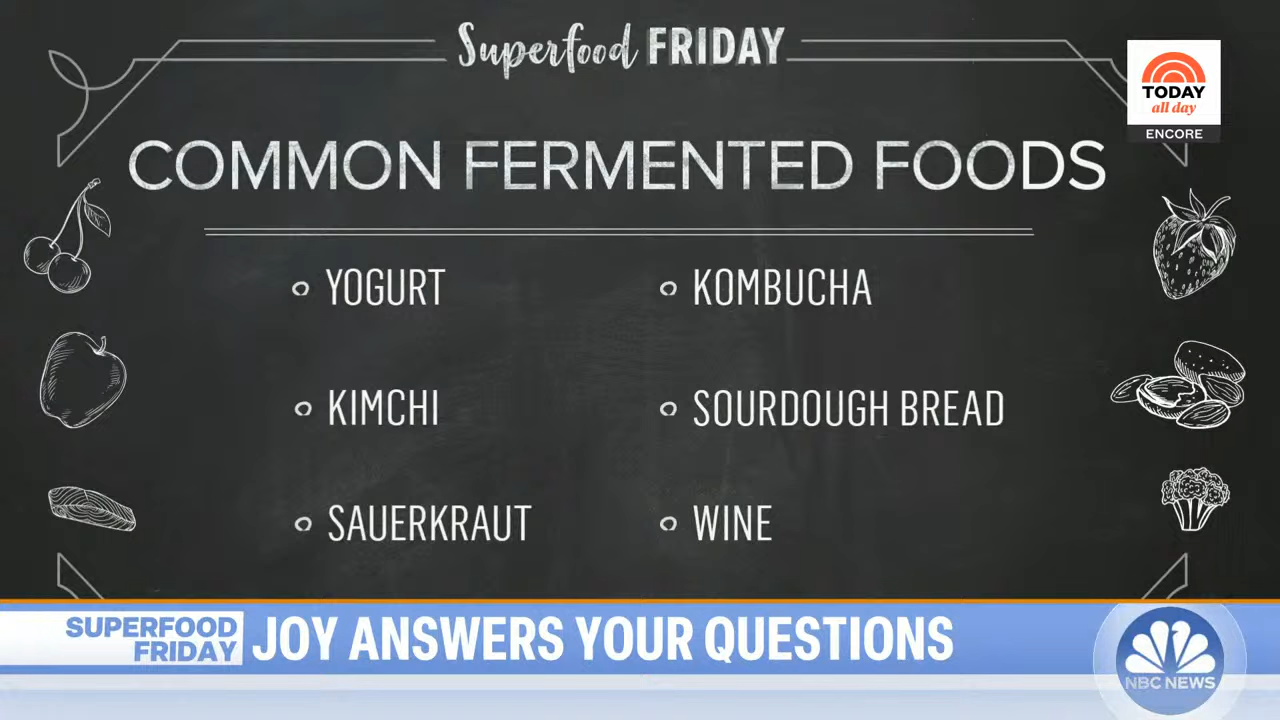 Superfood FRIDAY
TODAY
all day
ENCORE
COMMON FERMENTED FOODS
YOGURT
KIMCHI
SAUERKRAUT
KOMBUCHA
SOURDOUGH BREAD
WINE
SUPERFOOD
FRIDAY
JOY ANSWERS YOUR QUESTIONS
NBC NEWS